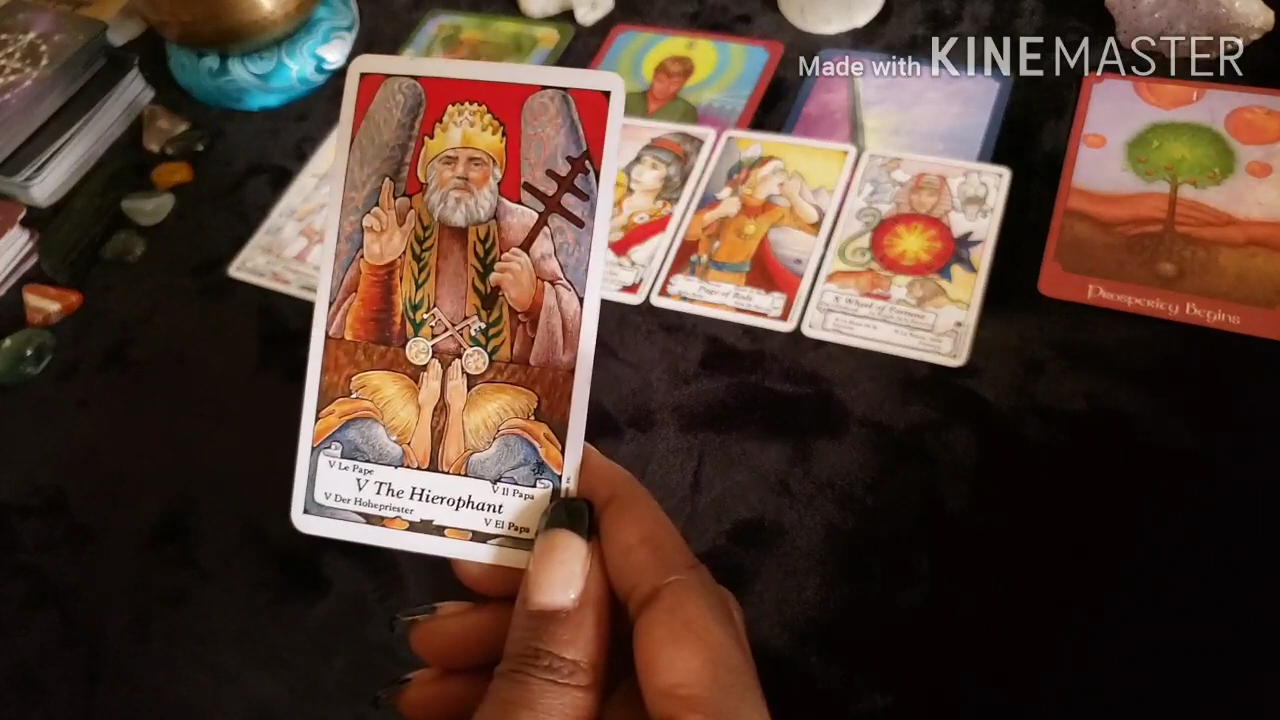 Made with KINEMASTER
V Le Pape
V Il Papa
V The Hierophant
V Der Hohepriester
V El Papa
Page of Rods
X Wheel of Fortune
Prosperity Begins